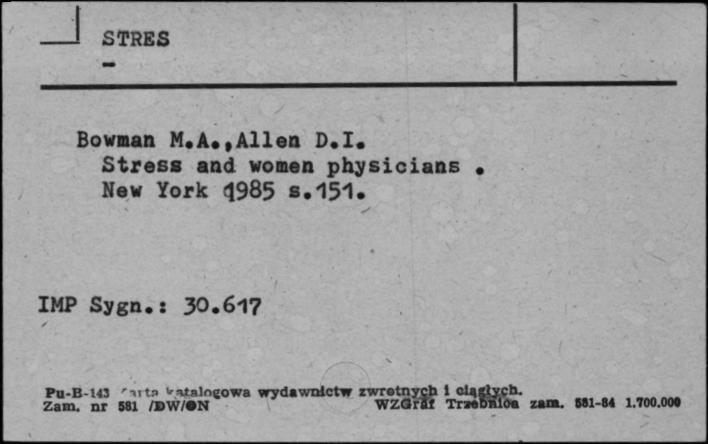 STRES
-
Bowman M.A.,Allen D.I.
Stress and women physicians .
New York 1985 s.151.
IMP Sygn.: 30.617
Pu-B-143 Karta katalogowa wydawnictw zwrotnych i ciągłych.
Zam. nr 581 /DW/ON WZGraf Trzebnica zam. 581-84 1.700.000